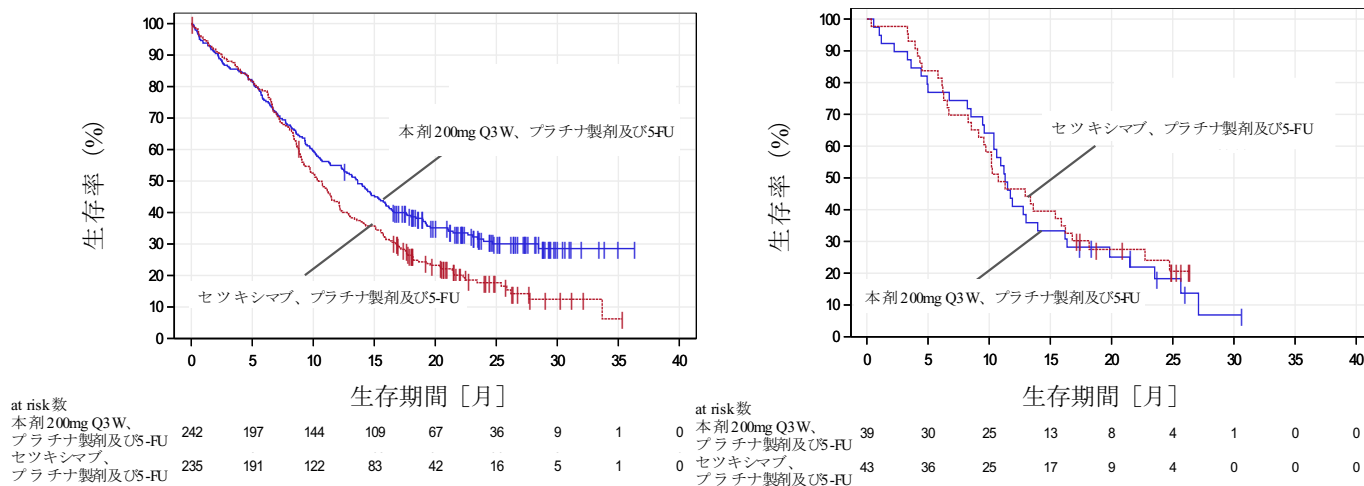 100
90
80
70
60
50
40
30
20
10
0
生存率 (%)
本剤200mg Q3W、プラチナ製剤及び5-FU
セツキシマブ、プラチナ製剤及び5-FU
0 5 10 15 20 25 30 35 40
生存期間 [月]
at risk数
本剤200mg Q3W、
プラチナ製剤及び5-FU
242 197 144 109 67 36 9 1 0
セツキシマブ、
プラチナ製剤及び5-FU
235 191 122 83 42 16 5 1 0
100
90
80
70
60
50
40
30
20
10
0
生存率 (%)
セツキシマブ、プラチナ製剤及び5-FU
本剤200mg Q3W、プラチナ製剤及び5-FU
0 5 10 15 20 25 30 35 40
生存期間 [月]
at risk数
本剤200mg Q3W、
プラチナ製剤及び5-FU
39 30 25 13 8 4 1 0 0
セツキシマブ、
プラチナ製剤及び5-FU
43 36 25 17 9 4 0 0 0